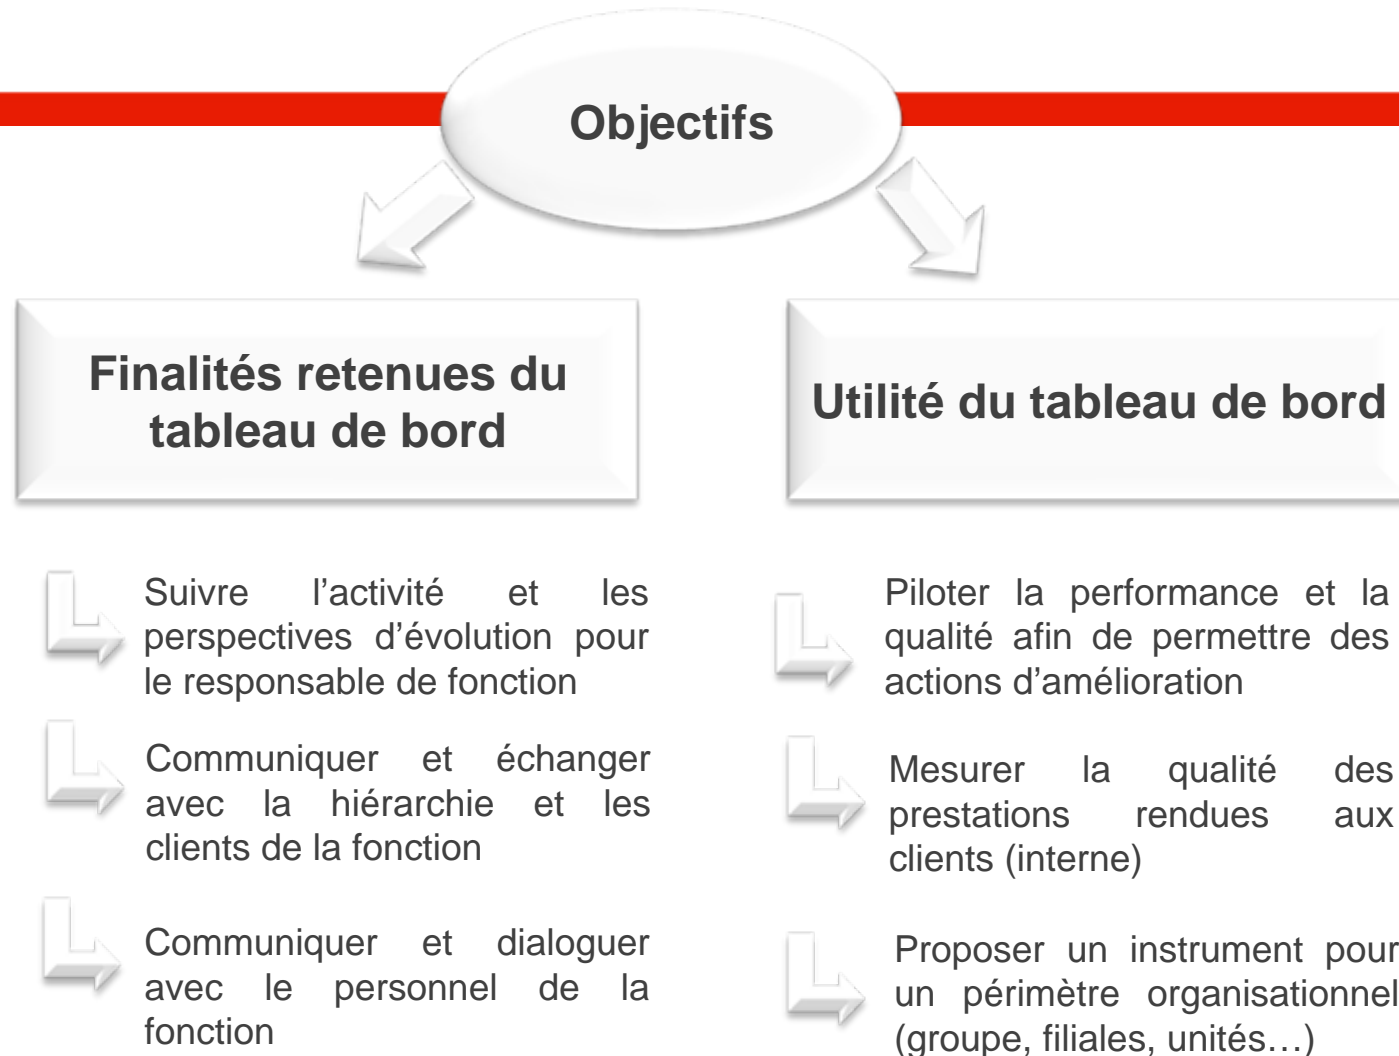 Objectifs
Finalités retenues du
tableau de bord
Suivre l’activité et les
perspectives d’évolution pour
le responsable de fonction
Communiquer et échanger
avec la hiérarchie et les
clients de la fonction
Communiquer et dialoguer
avec le personnel de la
fonction
Utilité du tableau de bord
Piloter la performance et la
qualité afin de permettre des
actions d’amélioration
Mesurer la qualité des
prestations rendues aux
clients (interne)
Proposer un instrument pour
un périmètre organisationnel
(groupe, filiales, unités…)